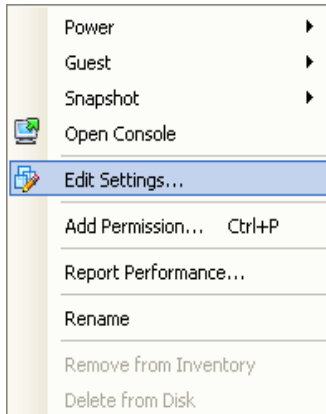 Power
Guest
Snapshot
Open Console
Edit Settings...
Add Permission... Ctrl+P
Report Performance...
Rename
Remove from Inventory
Delete from Disk